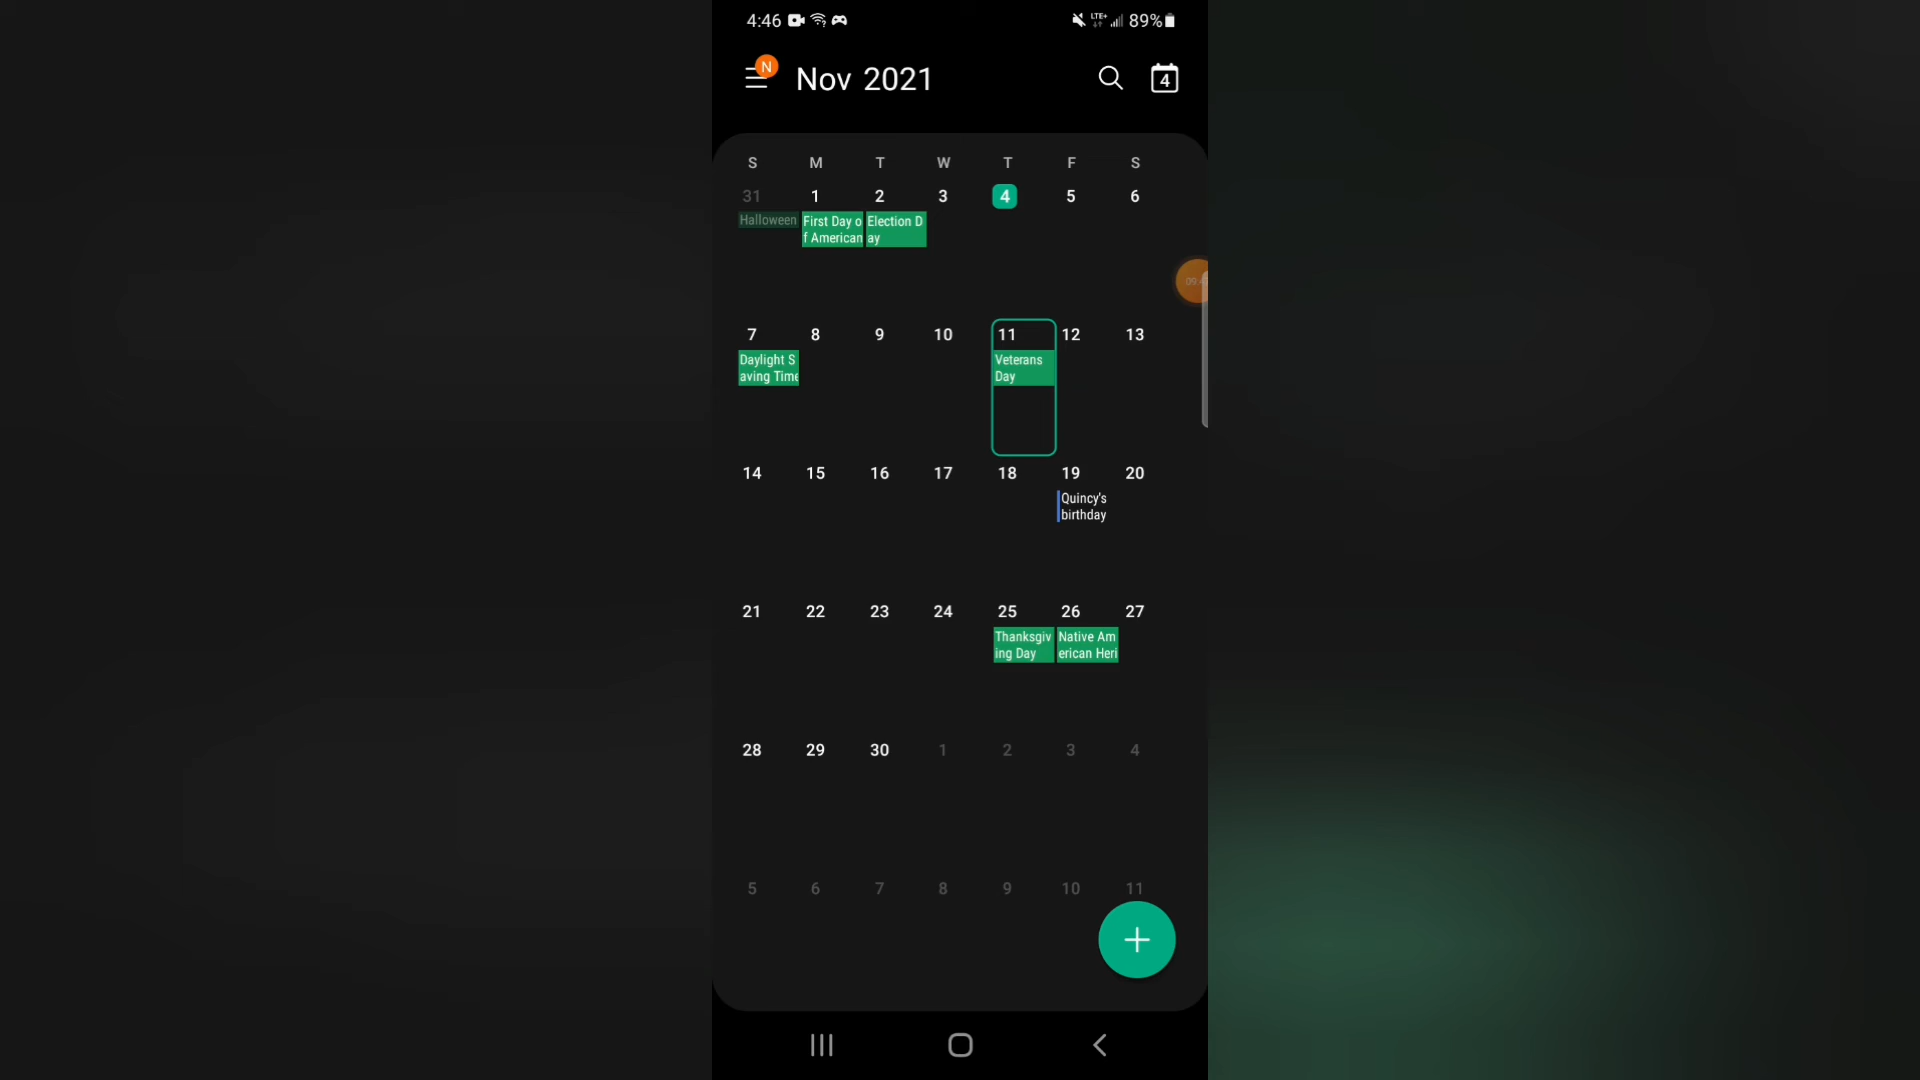 4:46 LTE+ 89%
N
Nov 2021
4
S M T W T F S
31 1 2 3 4 5 6
Halloween First Day o Election D
f American ay
09:4
7 8 9 10 11 12 13
Daylight S Veterans
aving Time Day
14 15 16 17 18 19 20
Quincy's
birthday
21 22 23 24 25 26 27
Thanksgiv Native Am
ing Day erican Heri
28 29 30 1 2 3 4
5 6 7 8 9 10 11